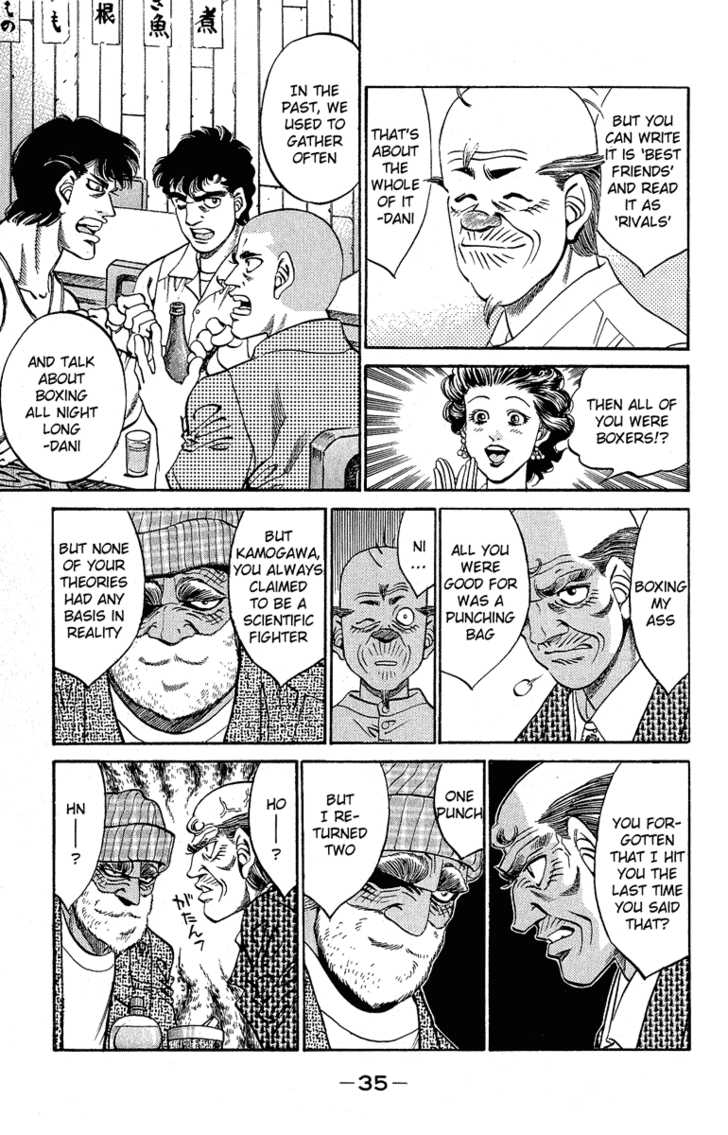 BUT YOU
CAN WRITE
IT IS 'BEST
FRIENDS'
AND READ
IT AS
'RIVALS'
THAT'S
ABOUT
THE
WHOLE
OF IT
-DANI
THEN ALL OF
YOU WERE
BOXERS!?
煮
き魚
根
も
もの
IN THE
PAST, WE
USED TO
GATHER
OFTEN
AND TALK
ABOUT
BOXING
ALL NIGHT
LONG
-DANI
BOXING
MY
ASS
ALL YOU
WERE
GOOD FOR
WAS A
PUNCHING
BAG
NI
...
BUT
KAMOGAWA,
YOU ALWAYS
CLAIMED
TO BE A
SCIENTIFIC
FIGHTER
BUT NONE
OF YOUR
THEORIES
HAD ANY
BASIS IN
REALITY
YOU FOR-
GOTTEN
THAT I HIT
YOU THE
LAST TIME
YOU SAID
THAT?
ONE
PUNCH
BUT
I RE-
TURNED
TWO
HO
—
?
がたんっ
HN
—
?
—35—